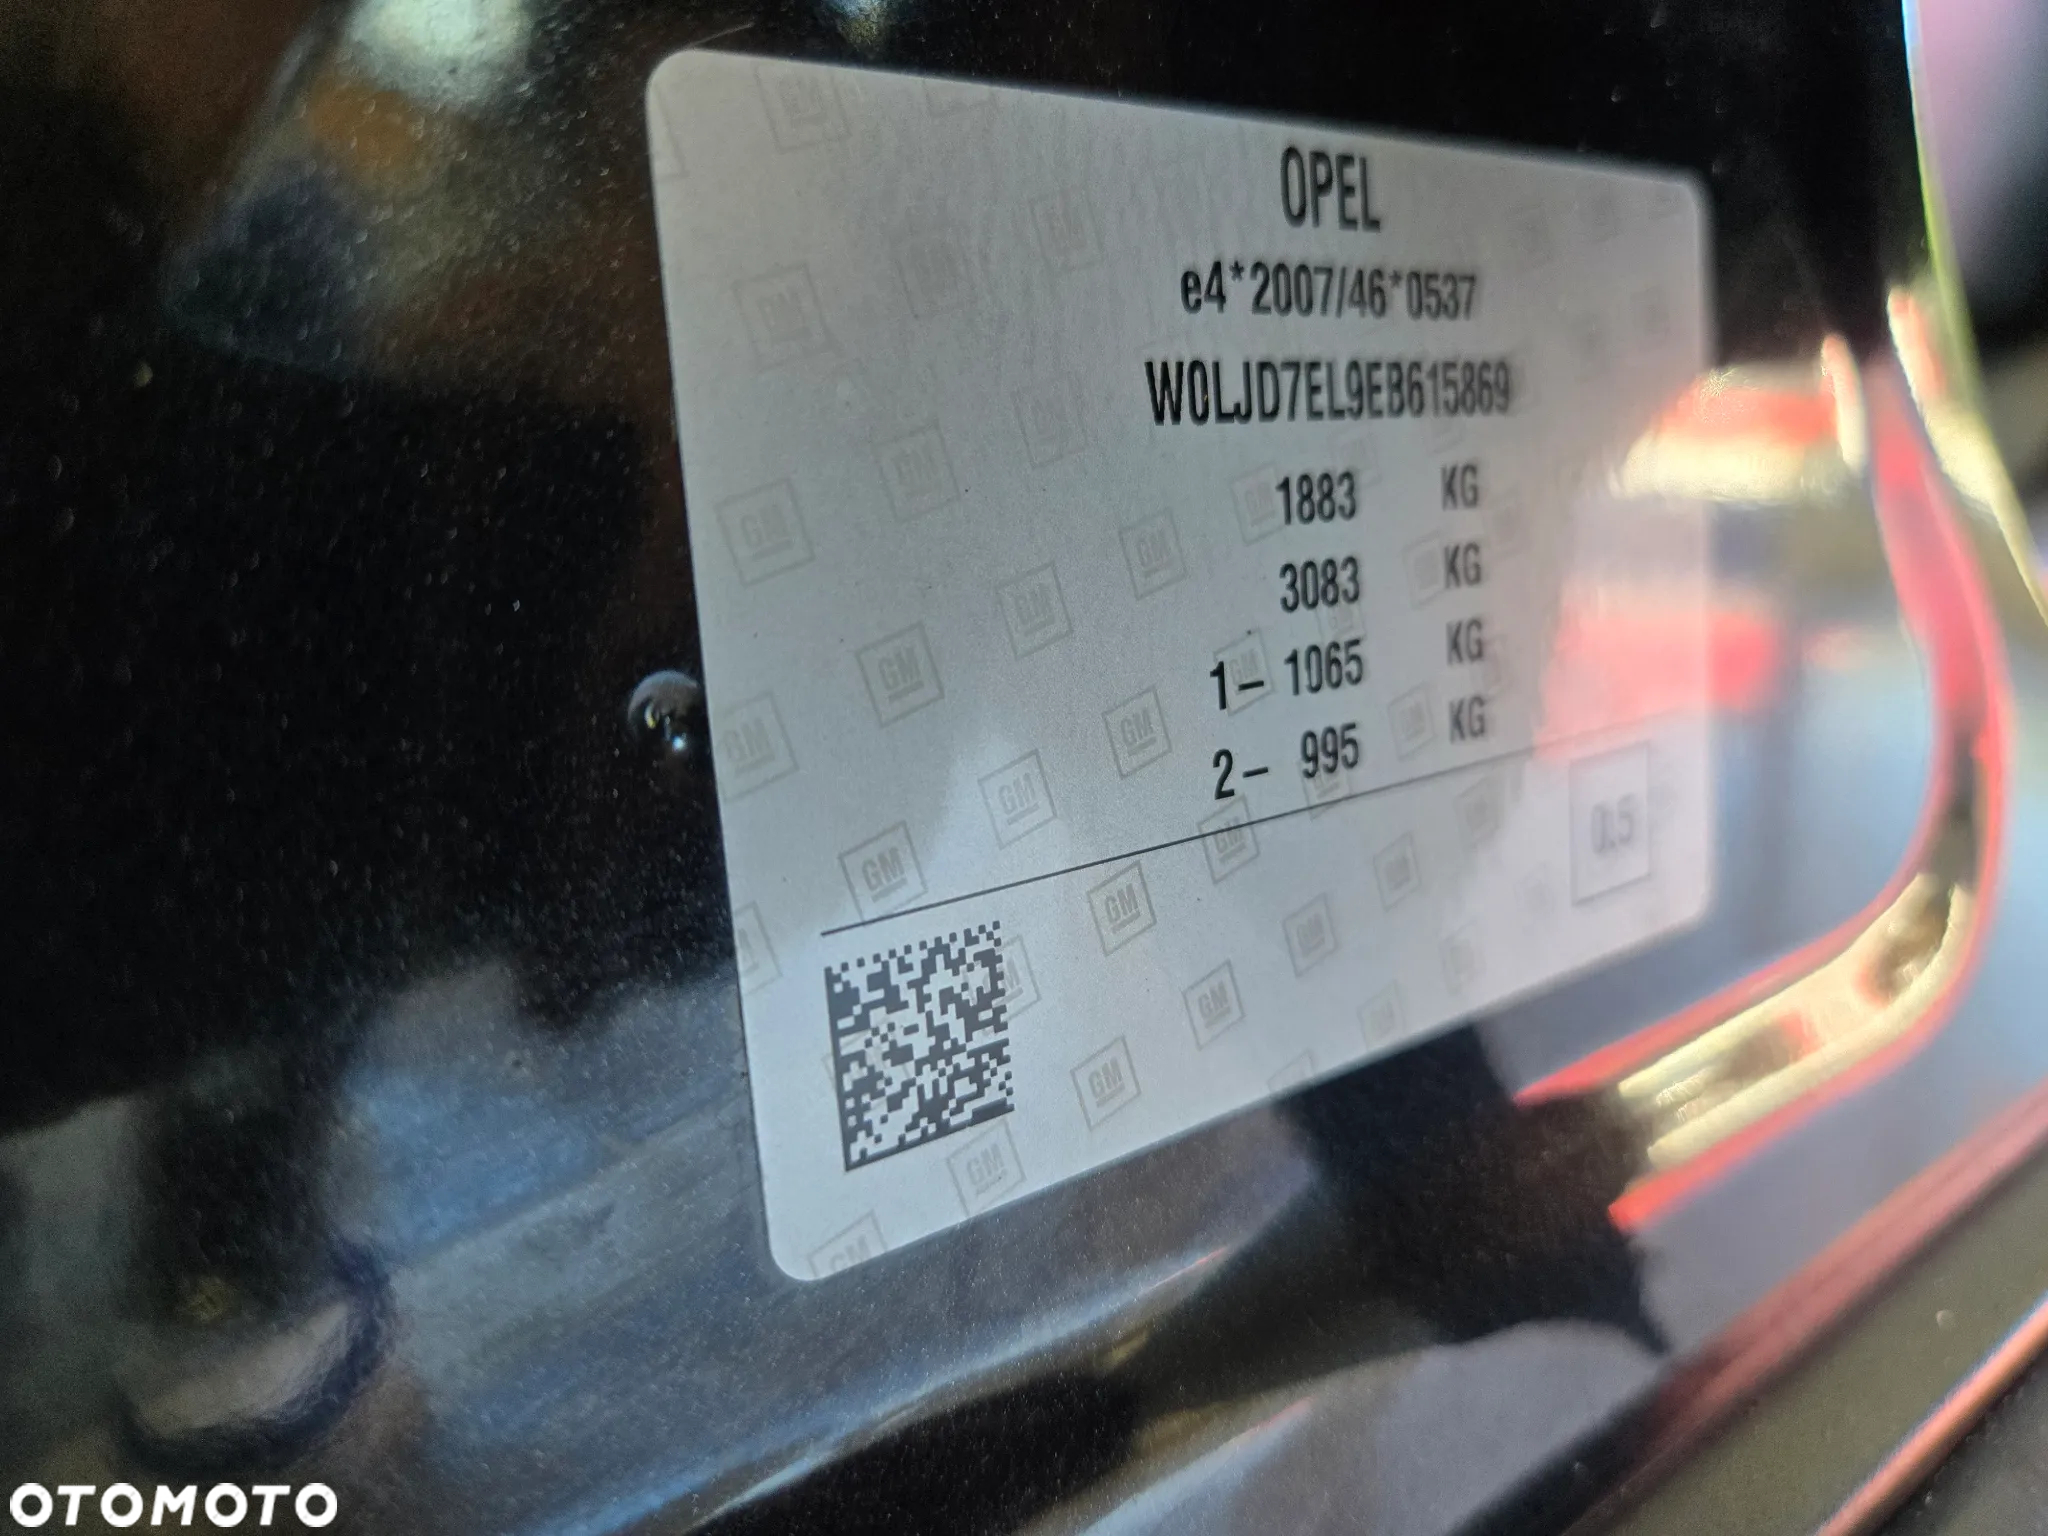 OPEL
e4*2007/46*0537
W0LJD7EL9EB615869
1883 KG
3083 KG
1- 1065 KG
2- 995 KG
0.5
OTOMOTO